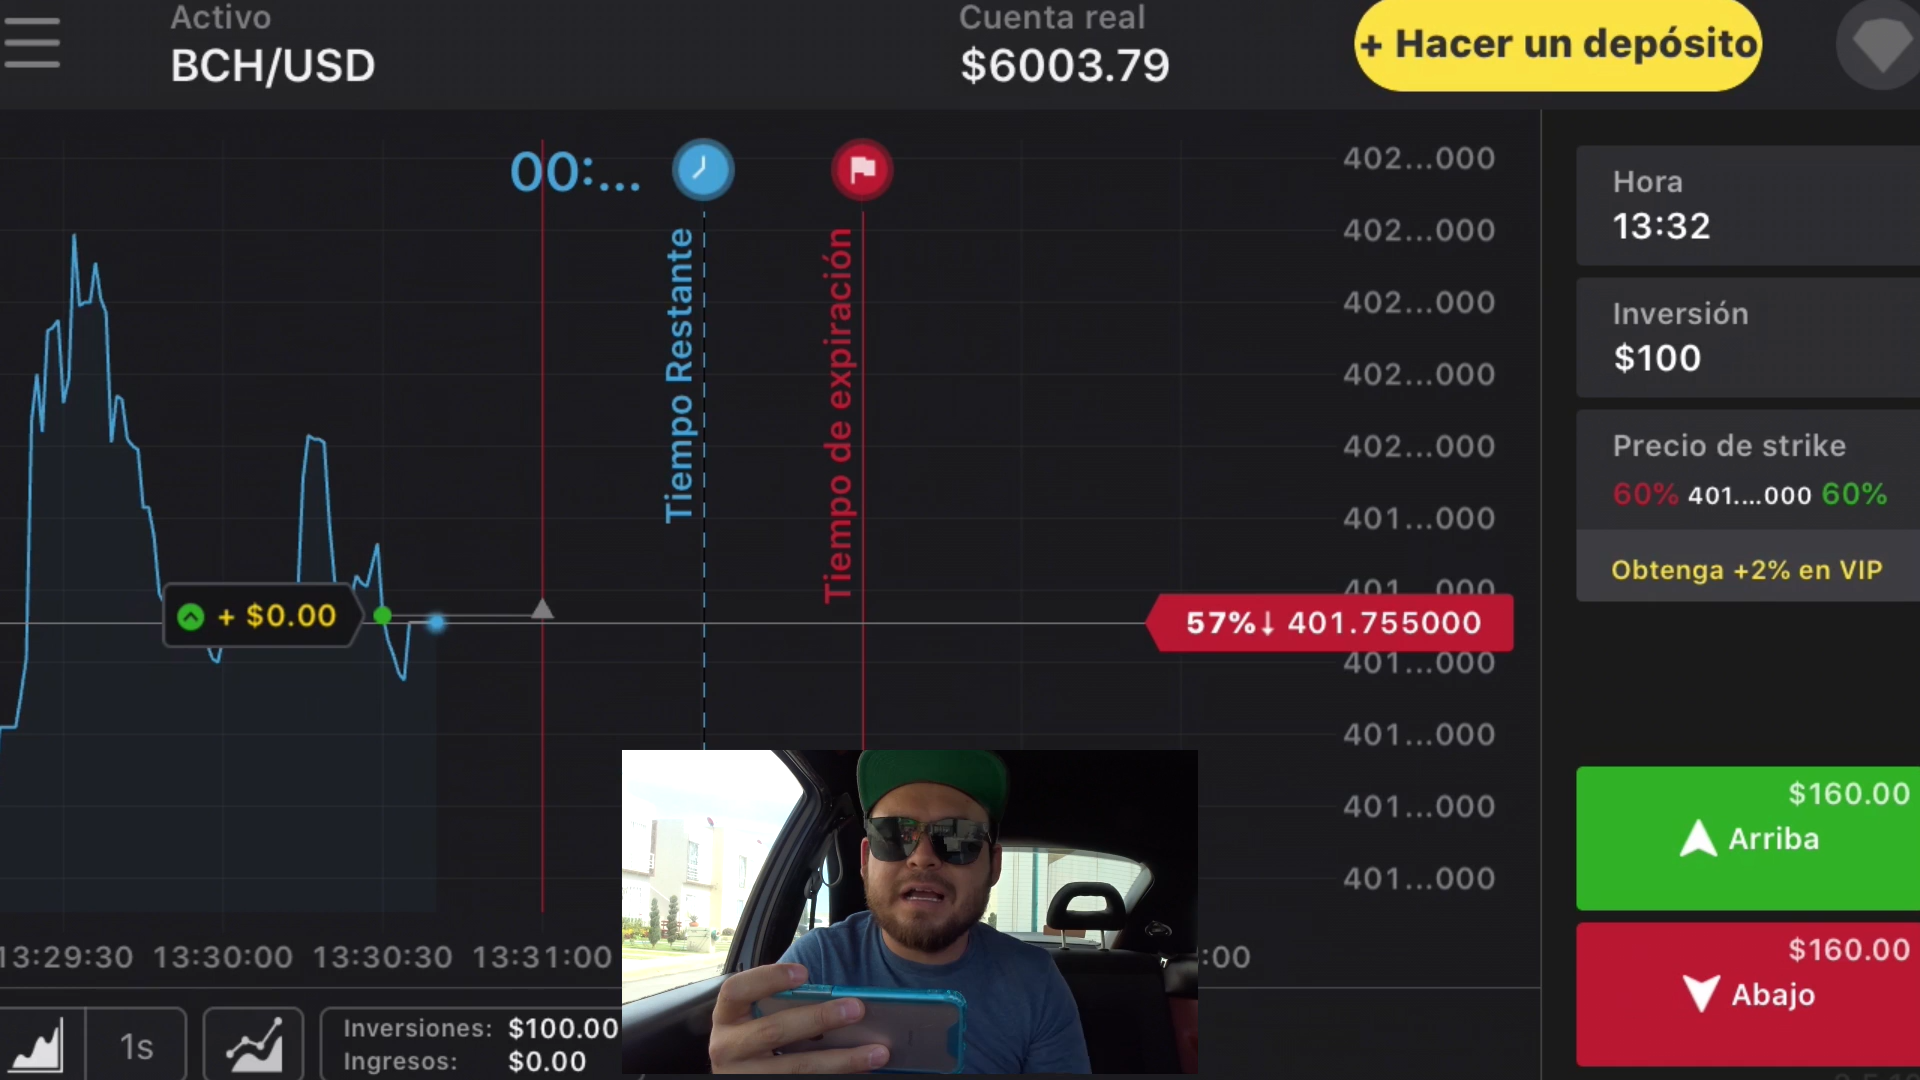 Activo
BCH/USD
Cuenta real
$6003.79
+ Hacer un depósito
00:...
Tiempo Restante
Tiempo de expiración
402...000
402...000
402...000
402...000
402...000
401...000
401...000
401...000
401...000
401...000
401...000
+ $0.00
57%↓ 401.755000
Hora
13:32
Inversión
$100
Precio de strike
60% 401....000 60%
Obtenga +2% en VIP
$160.00
Arriba
$160.00
Abajo
13:29:30 13:30:00 13:30:30 13:31:00 :00
1s
Inversiones: $100.00
Ingresos: $0.00